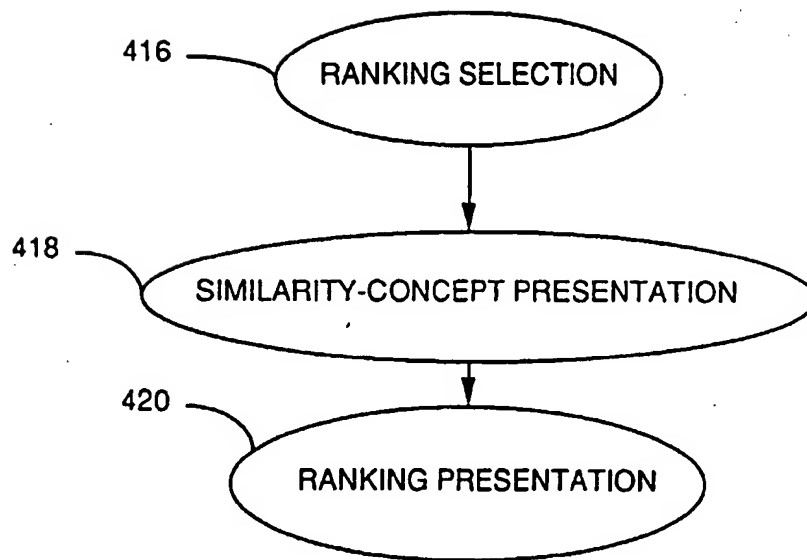 416
RANKING SELECTION
418
SIMILARITY-CONCEPT PRESENTATION
420
RANKING PRESENTATION